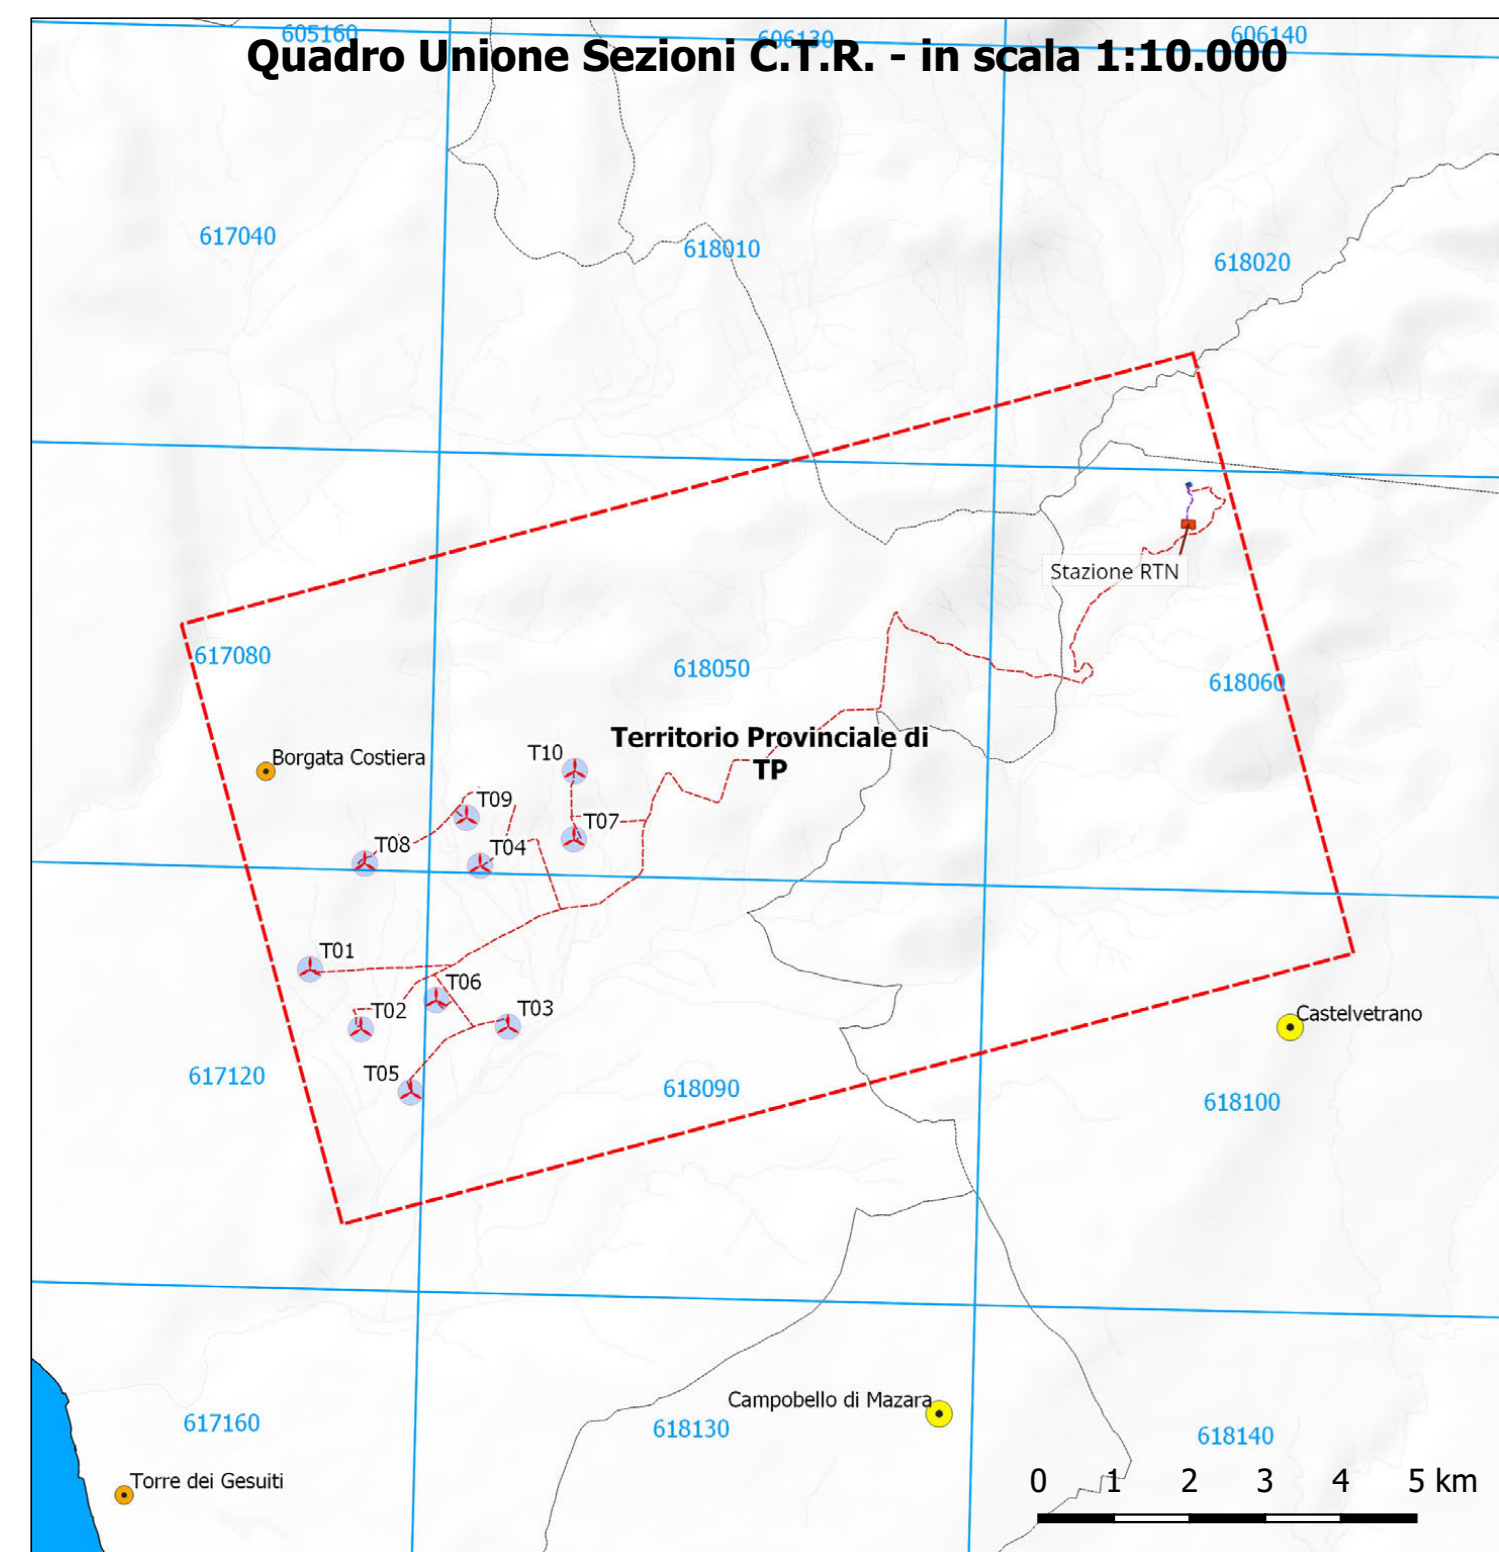 605160
606130
606140
Quadro Unione Sezioni C.T.R. - in scala 1:10.000
617040
618010
618020
Stazione RTN
617080
618050
618060
Territorio Provinciale di
TP
Borgata Costiera
T10
T09
T07
T08
T04
T01
T06
T02
T03
Castelvetrano
T05
617120
618090
618100
Campobello di Mazara
617160
618130
618140
Torre dei Gesuiti
0 1 2 3 4 5 km